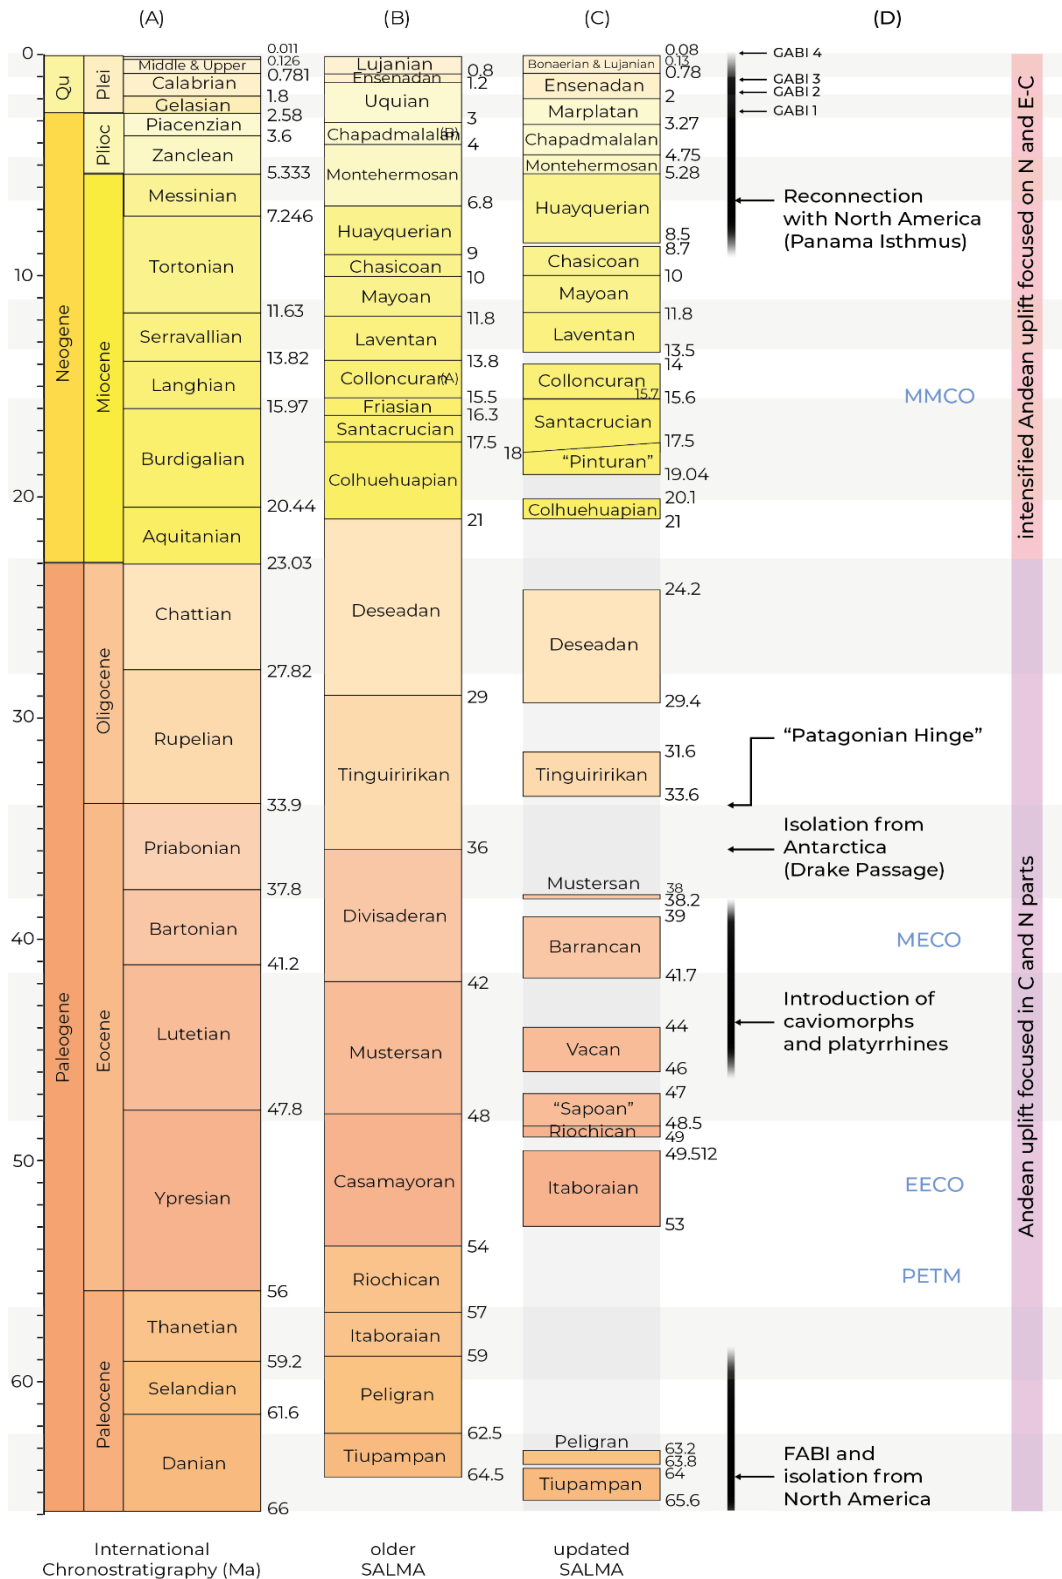 (A)
(B)
(C)
(D)
0
10
20
30
40
50
60
Qu
Neogene
Paleogene
Plei
Plioc
Miocene
Oligocene
Eocene
Paleocene
0.011
0.126
Middle & Upper
0.781
Calabrian
1.8
Gelasian
2.58
Piacenzian
3.6
Zanclean
5.333
Messinian
7.246
Tortonian
11.63
Serravallian
13.82
Langhian
15.97
Burdigalian
20.44
Aquitanian
23.03
Chattian
27.82
Rupelian
33.9
Priabonian
37.8
Bartonian
41.2
Lutetian
47.8
Ypresian
56
Thanetian
59.2
Selandian
61.6
Danian
66
International
Chronostratigraphy (Ma)
Lujanian
0.8
Ensenadan
1.2
Uquian
3
Chapadmalalan(B)
4
Montehermosan
6.8
Huayquerian
9
Chasicoan
10
Mayoan
11.8
Laventan
13.8
Colloncuran(A)
15.5
Friasian
16.3
Santacrucian
17.5
Colhuehuapian
21
Deseadan
29
Tinguiririkan
36
Divisaderan
42
Mustersan
48
Casamayoran
54
Riochican
57
Itaboraian
59
Peligran
62.5
Tiupampan
64.5
older
SALMA
0.08
Bonaerian & Lujanian
0.13
0.78
Ensenadan
2
Marplatan
3.27
Chapadmalalan
4.75
Montehermosan
5.28
Huayquerian
8.5
8.7
Chasicoan
10
Mayoan
11.8
Laventan
13.5
14
Colloncuran
15.7
15.6
Santacrucian
17.5
18
"Pinturan"
19.04
20.1
Colhuehuapian
21
24.2
Deseadan
29.4
31.6
Tinguiririkan
33.6
Mustersan
38
38.2
39
Barrancan
41.7
44
Vacan
46
47
"Sapoan"
48.5
Riochican
49
49.512
Itaboraian
53
Peligran
63.2
63.8
64
Tiupampan
65.6
updated
SALMA
GABI 4
GABI 3
GABI 2
GABI 1
Reconnection
with North America
(Panama Isthmus)
MMCO
"Patagonian Hinge"
Isolation from
Antarctica
(Drake Passage)
MECO
Introduction of
caviomorphs
and platyrrhines
EECO
PETM
FABI and
isolation from
North America
intensified Andean uplift focused on N and E-C
Andean uplift focused in C and N parts